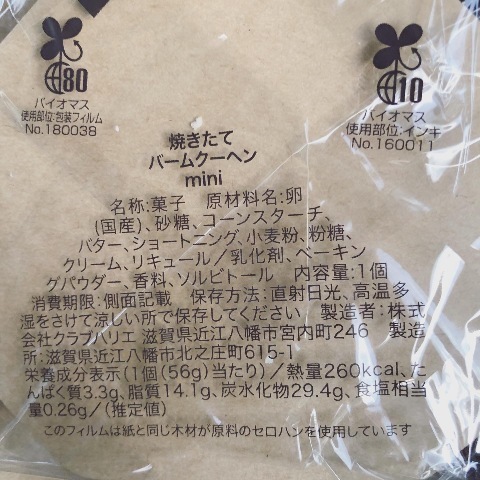 80
バイオマス
使用部位:包装フィルム
No.180038
10
バイオマス
使用部位:インキ
No.160011
焼きたて
バームクーヘン
mini
名称:菓子 原材料名:卵
(国産)、砂糖、コーンスターチ、
バター、ショートニング、小麦粉、粉糖、
クリーム、リキュール/乳化剤、ベーキン
グパウダー、香料、ソルビトール 内容量:1個
消費期限:側面記載 保存方法:直射日光、高温多
湿をさけて涼しい所で保存してください 製造者:株式
会社クラブハリエ 滋賀県近江八幡市宮内町246 製造
所:滋賀県近江八幡市北之庄町615-1
栄養成分表示(1個(56g)当たり)/熱量260kcal、た
んぱく質3.3g、脂質14.1g、炭水化物29.4g、食塩相当
量0.26g/(推定値)
このフィルムは紙と同じ木材が原料のセロハンを使用しています